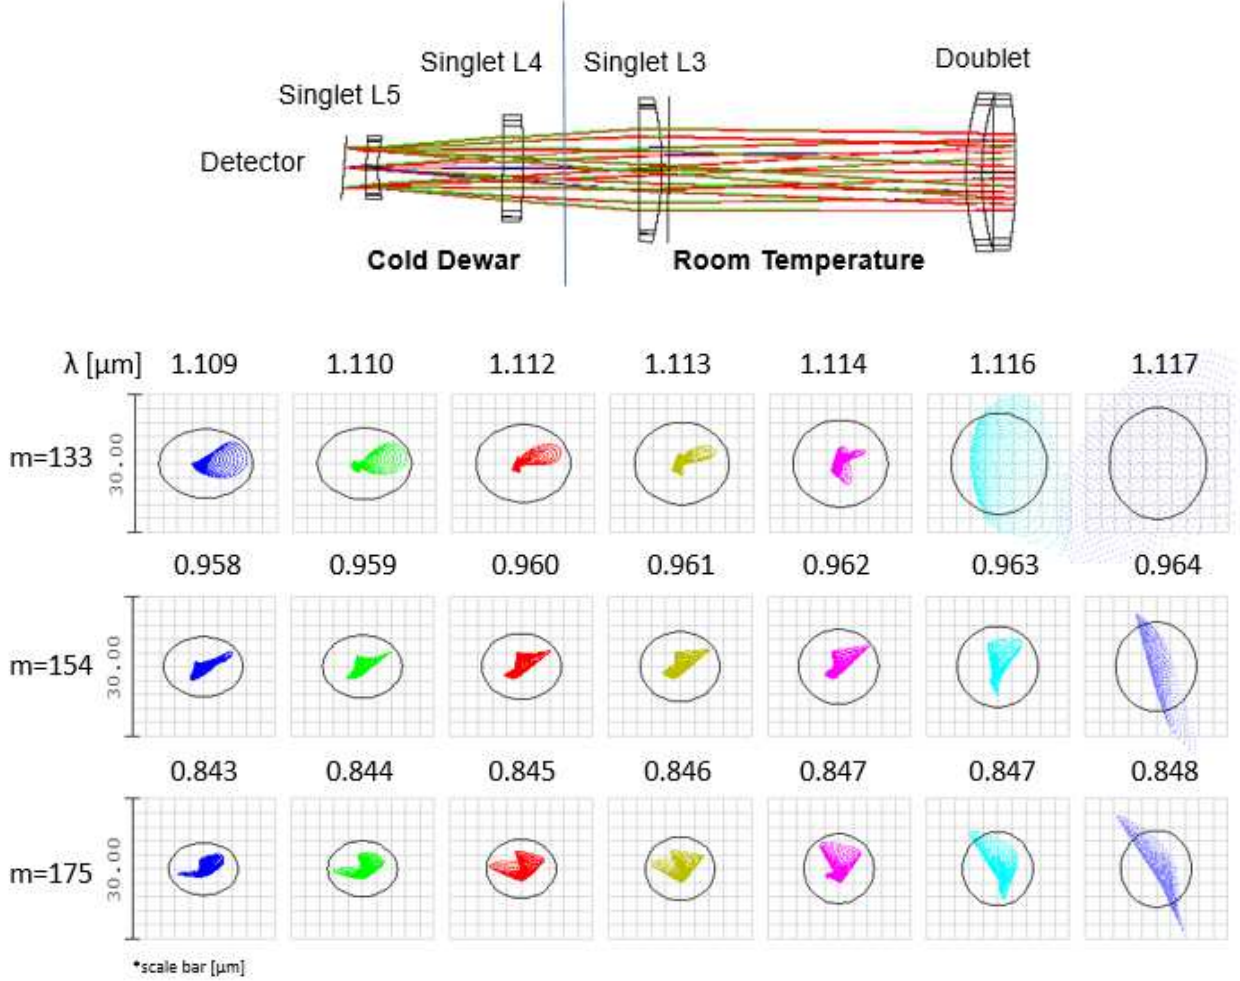 Singlet L4 Singlet L3 Doublet
Singlet L5
Detector
Cold Dewar Room Temperature
λ [µm] 1.109 1.110 1.112 1.113 1.114 1.116 1.117
m=133 30.00
0.958 0.959 0.960 0.961 0.962 0.963 0.964
m=154 30.00
0.843 0.844 0.845 0.846 0.847 0.847 0.848
m=175 30.00
*scale bar [µm]